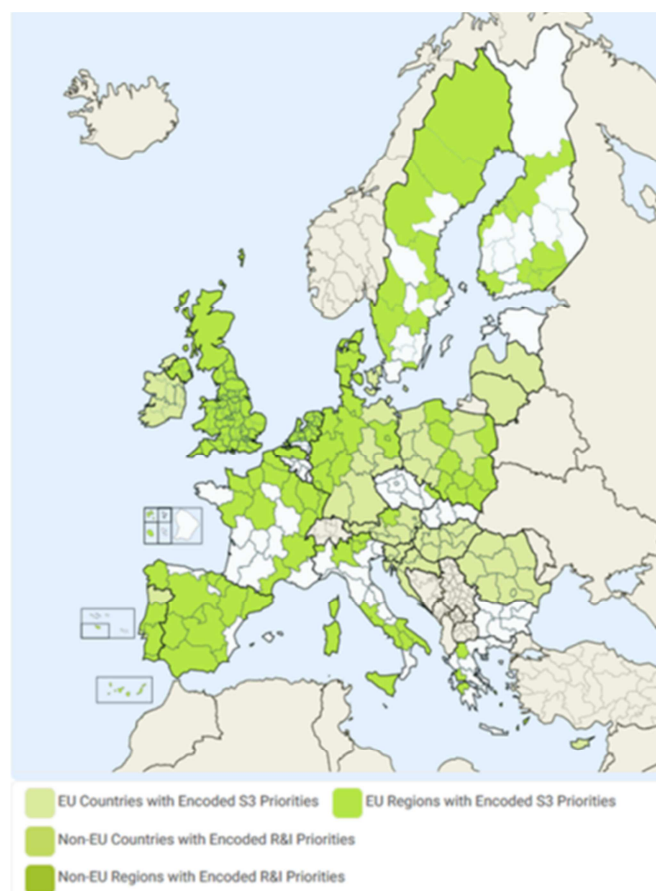 EU Countries with Encoded S3 Priorities EU Regions with Encoded S3 Priorities
Non-EU Countries with Encoded R&I Priorities
Non-EU Regions with Encoded R&I Priorities